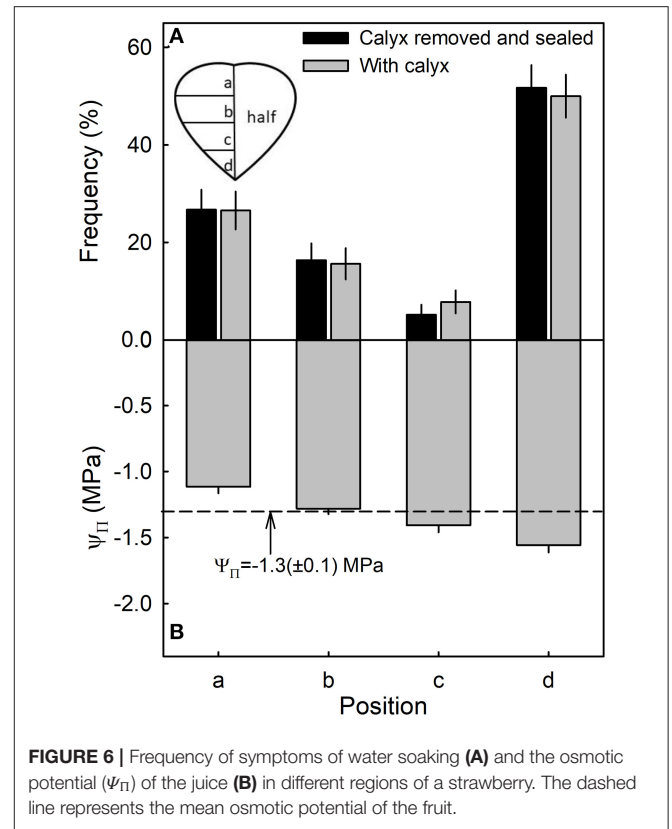 A
Calyx removed and sealed
With calyx
60
40
20
0.0
-0.5
-1.0
-1.5
-2.0
Frequency (%)
Ψ_Π (MPa)
a
b
c
d
half
Ψ_Π=-1.3(±0.1) MPa
B
a b c d
Position
FIGURE 6 | Frequency of symptoms of water soaking (A) and the osmotic
potential (Ψ_Π) of the juice (B) in different regions of a strawberry. The dashed
line represents the mean osmotic potential of the fruit.